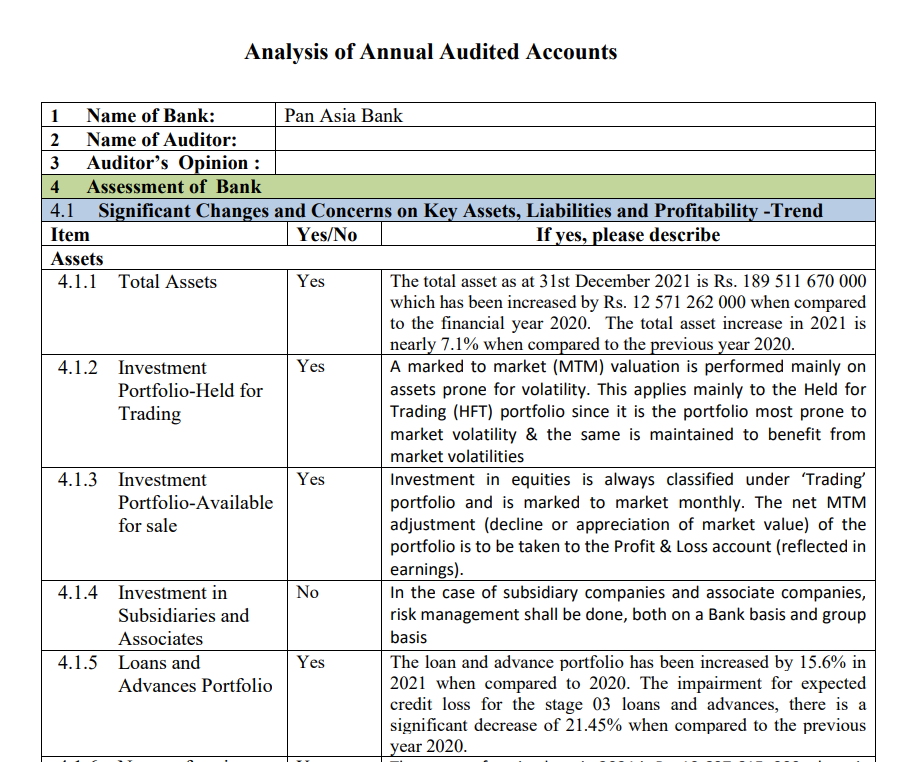 Analysis of Annual Audited Accounts
1 Name of Bank: Pan Asia Bank
2 Name of Auditor:
3 Auditor's Opinion :
4 Assessment of Bank
4.1 Significant Changes and Concerns on Key Assets, Liabilities and Profitability -Trend
Item Yes/No If yes, please describe
Assets
4.1.1 Total Assets Yes The total asset as at 31st December 2021 is Rs. 189 511 670 000
which has been increased by Rs. 12 571 262 000 when compared
to the financial year 2020. The total asset increase in 2021 is
nearly 7.1% when compared to the previous year 2020.
4.1.2 Investment Yes A marked to market (MTM) valuation is performed mainly on
Portfolio-Held for assets prone for volatility. This applies mainly to the Held for
Trading Trading (HFT) portfolio since it is the portfolio most prone to
market volatility & the same is maintained to benefit from
market volatilities
4.1.3 Investment Yes Investment in equities is always classified under 'Trading'
Portfolio-Available portfolio and is marked to market monthly. The net MTM
for sale adjustment (decline or appreciation of market value) of the
portfolio is to be taken to the Profit & Loss account (reflected in
earnings).
4.1.4 Investment in No In the case of subsidiary companies and associate companies,
Subsidiaries and risk management shall be done, both on a Bank basis and group
Associates basis
4.1.5 Loans and Yes The loan and advance portfolio has been increased by 15.6% in
Advances Portfolio 2021 when compared to 2020. The impairment for expected
credit loss for the stage 03 loans and advances, there is a
significant decrease of 21.45% when compared to the previous
year 2020.